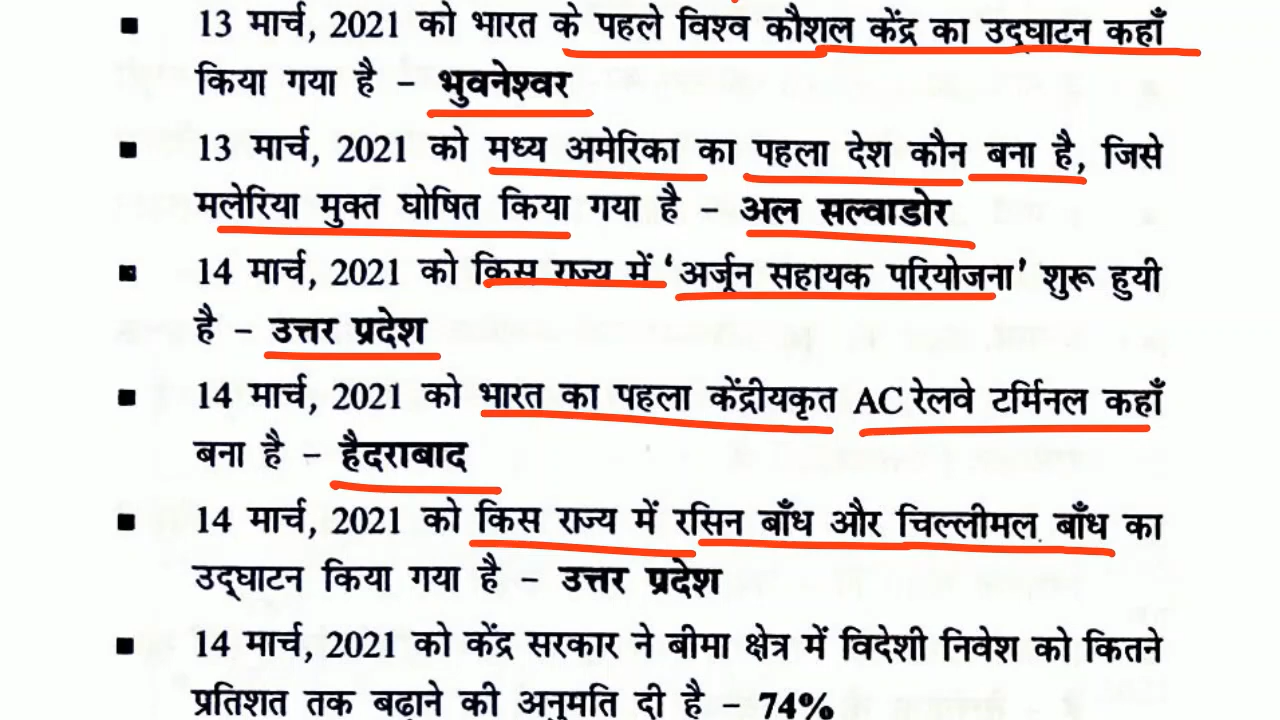 ▪ 13 मार्च, 2021 को भारत के पहले विश्व कौशल केंद्र का उद्घाटन कहाँ
किया गया है – भुवनेश्वर
▪ 13 मार्च, 2021 को मध्य अमेरिका का पहला देश कौन बना है, जिसे
मलेरिया मुक्त घोषित किया गया है – अल सल्वाडोर
▪ 14 मार्च, 2021 को किस राज्य में ‘अर्जून सहायक परियोजना’ शुरू हुयी
है – उत्तर प्रदेश
▪ 14 मार्च, 2021 को भारत का पहला केंद्रीयकृत AC रेलवे टर्मिनल कहाँ
बना है – हैदराबाद
▪ 14 मार्च, 2021 को किस राज्य में रसिन बाँध और चिल्लीमल बाँध का
उद्घाटन किया गया है – उत्तर प्रदेश
▪ 14 मार्च, 2021 को केंद्र सरकार ने बीमा क्षेत्र में विदेशी निवेश को कितने
प्रतिशत तक बढ़ाने की अनुमति दी है – 74%